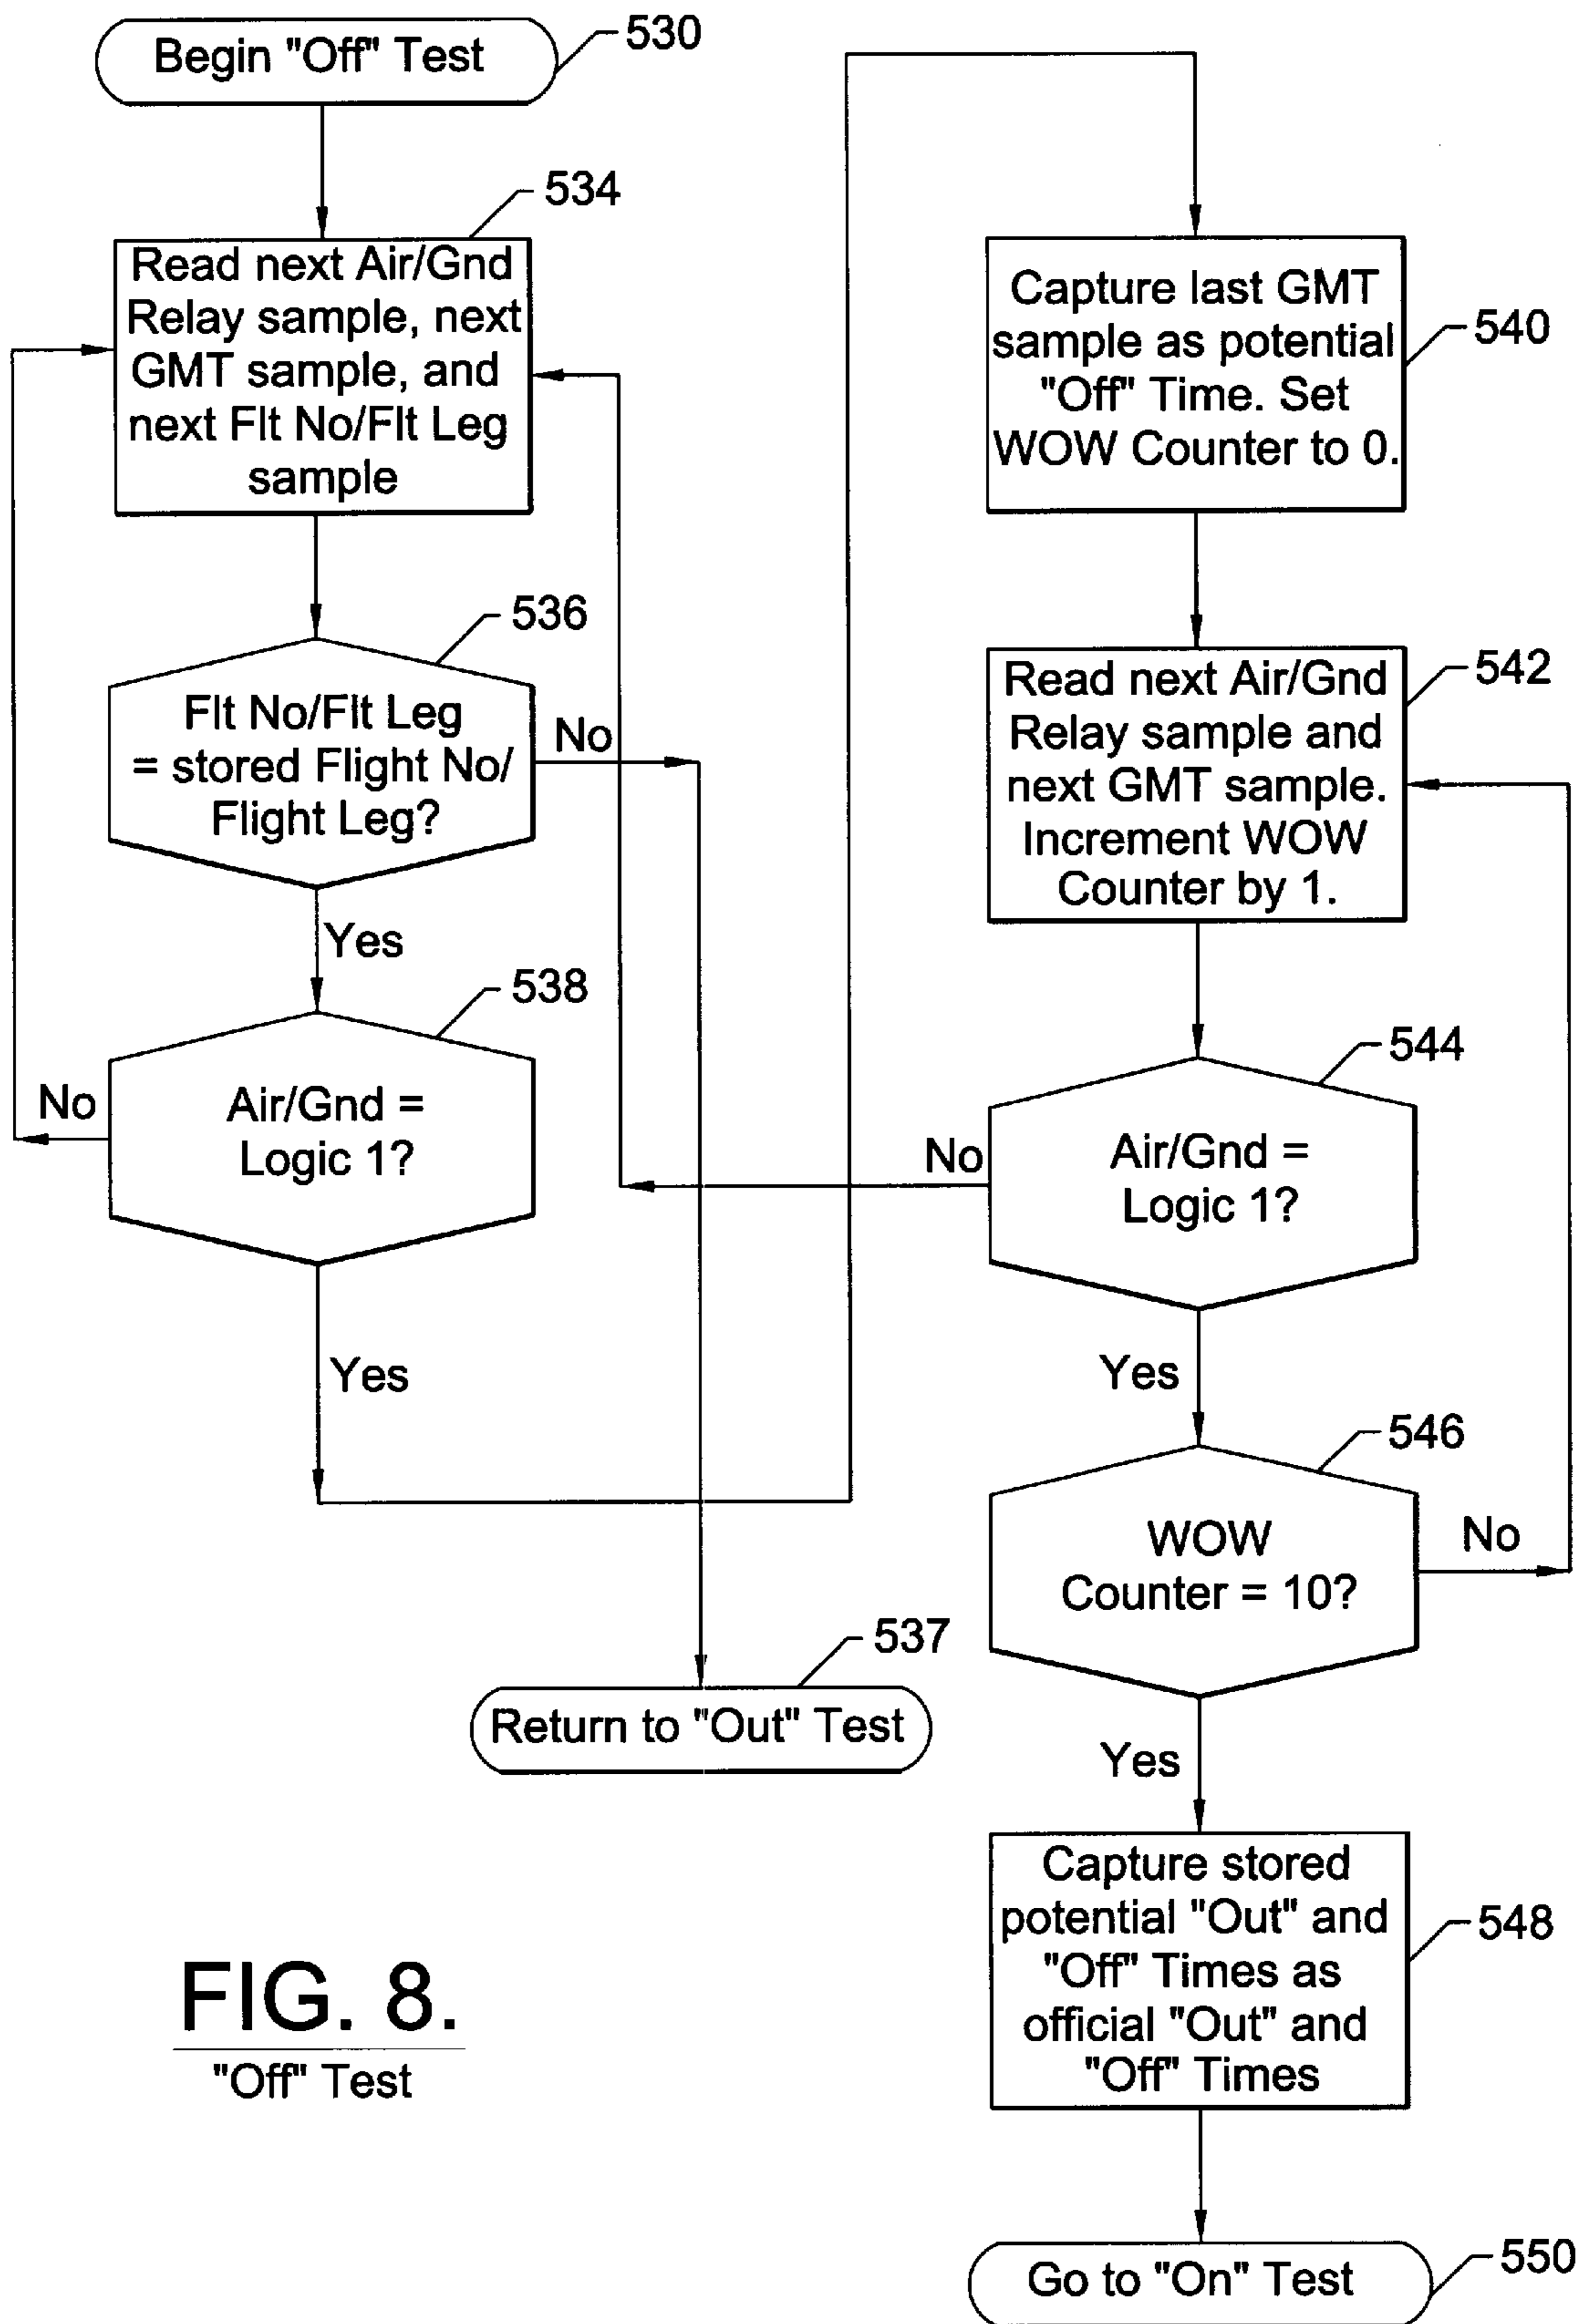 Begin "Off" Test
530
534
Read next Air/Gnd
Relay sample, next
GMT sample, and
next Flt No/Flt Leg
sample
536
Flt No/Flt Leg
= stored Flight No/
Flight Leg?
No
Yes
538
Air/Gnd =
Logic 1?
No
Yes
537
Return to "Out" Test
Capture last GMT
sample as potential
"Off" Time. Set
WOW Counter to 0.
540
Read next Air/Gnd
Relay sample and
next GMT sample.
Increment WOW
Counter by 1.
542
544
Air/Gnd =
Logic 1?
No
Yes
546
WOW
Counter = 10?
No
Yes
Capture stored
potential "Out" and
"Off" Times as
official "Out" and
"Off" Times
548
Go to "On" Test
550
FIG. 8.
"Off" Test